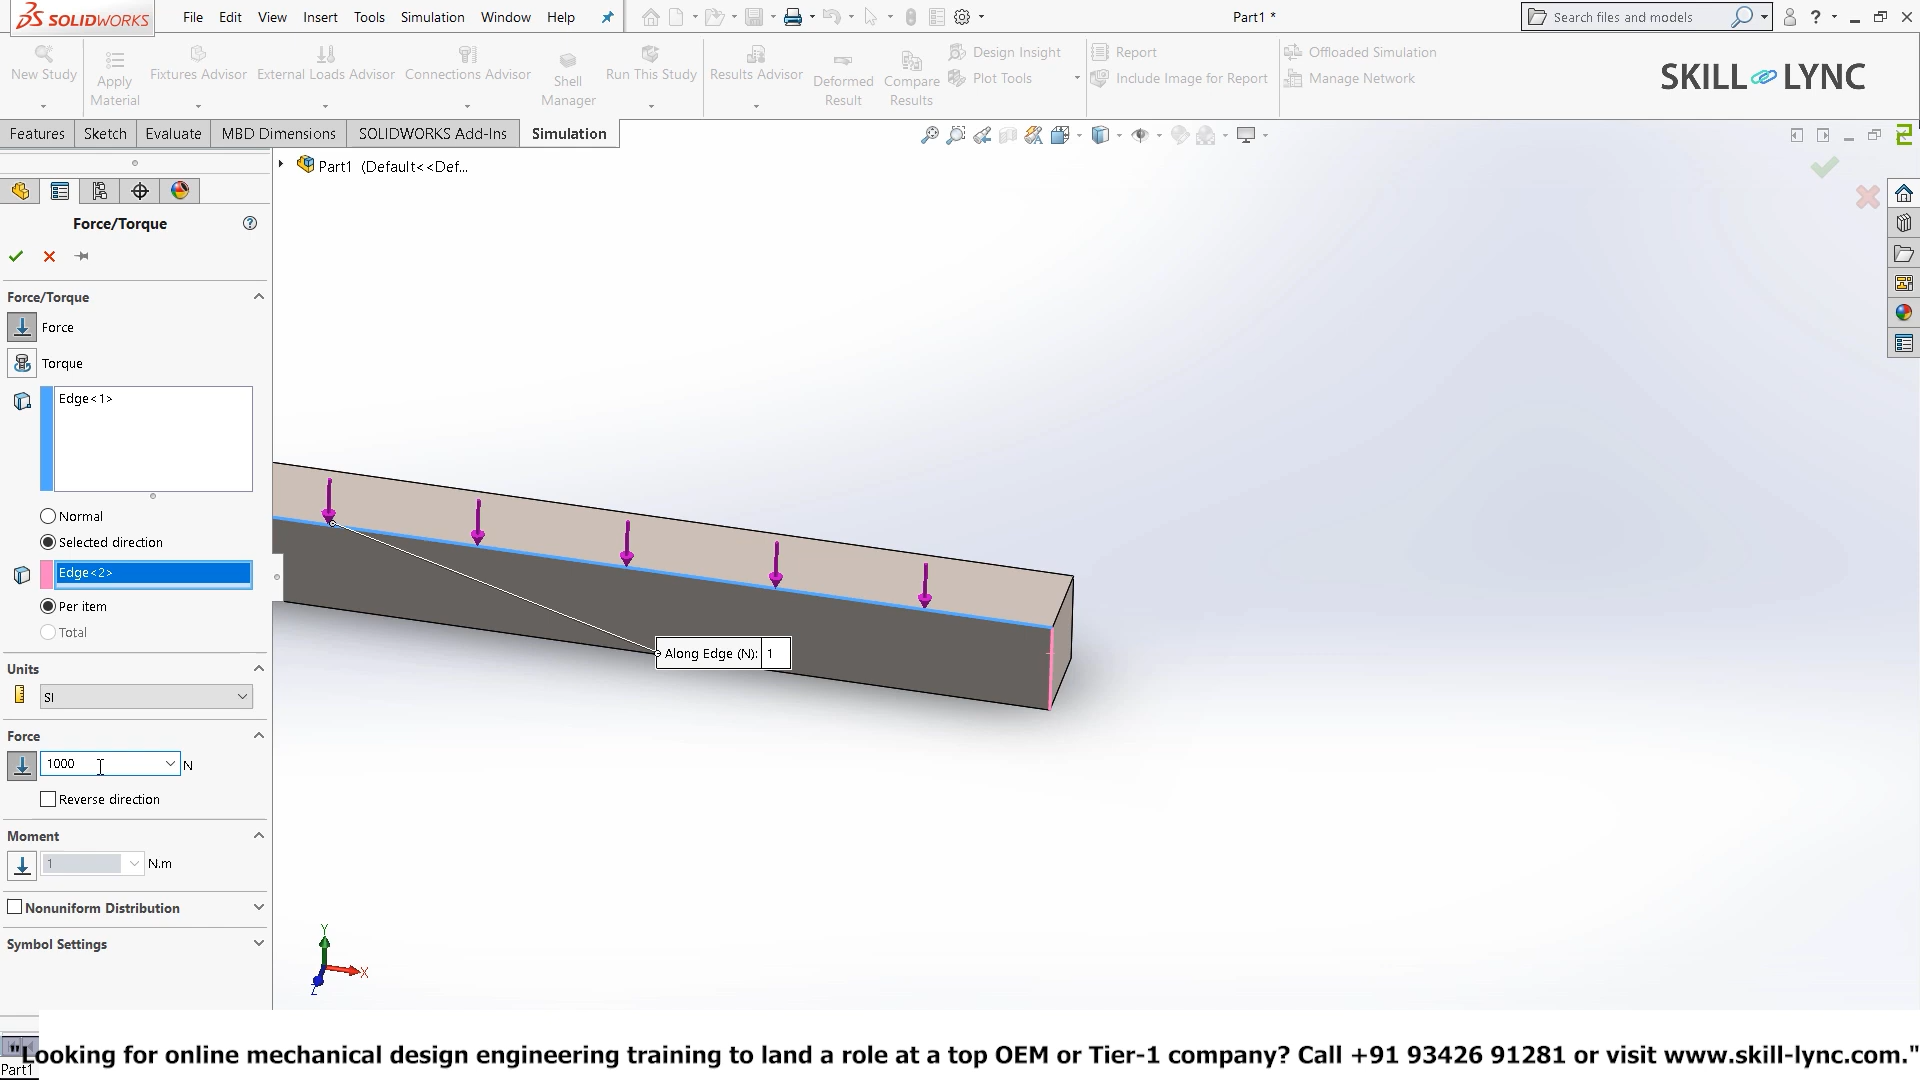 SOLIDWORKS
File Edit View Insert Tools Simulation Window Help
Part1 *
Search files and models
New Study
Apply Material
Fixtures Advisor
External Loads Advisor
Connections Advisor
Shell Manager
Run This Study
Results Advisor
Deformed Result
Compare Results
Design Insight
Plot Tools
Report
Include Image for Report
Offloaded Simulation
Manage Network
SKILL LYNC
Features Sketch Evaluate MBD Dimensions SOLIDWORKS Add-Ins Simulation
Part1 (Default<<Def...
Force/Torque
Force/Torque
Force
Torque
Edge<1>
Normal
Selected direction
Edge<2>
Per item
Total
Units
SI
Force
1000 N
Reverse direction
Moment
1 N.m
Nonuniform Distribution
Symbol Settings
Along Edge (N): 1
Y
X
Z
Looking for online mechanical design engineering training to land a role at a top OEM or Tier-1 company? Call +91 93426 91281 or visit www.skill-lync.com."
Part1